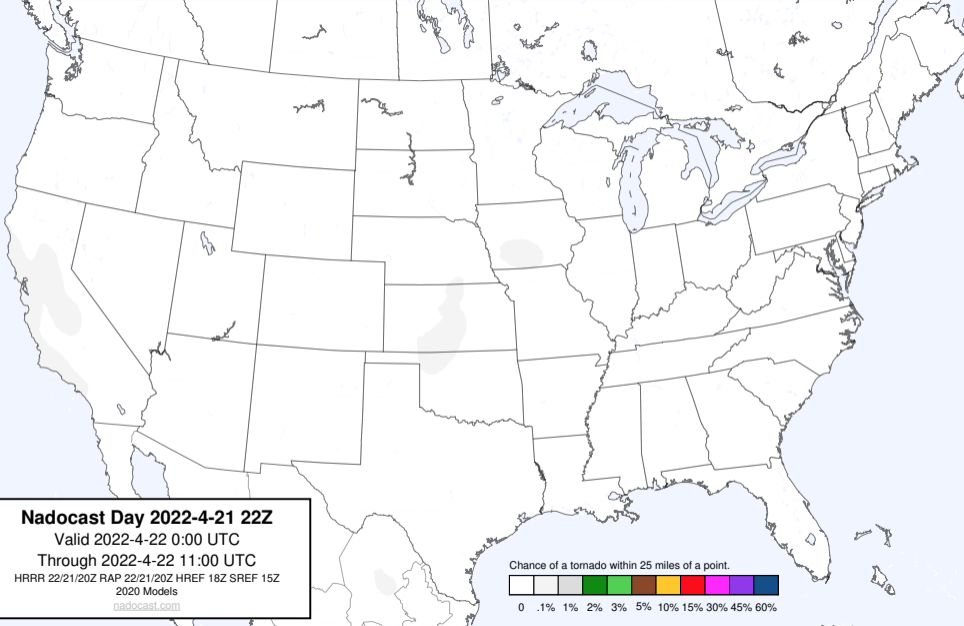 Nadocast Day 2022-4-21 22Z
Valid 2022-4-22 0:00 UTC
Through 2022-4-22 11:00 UTC
HRRR 22/21/20Z RAP 22/21/20Z HREF 18Z SREF 15Z
2020 Models
nadocast.com
Chance of a tornado within 25 miles of a point.
0 .1% 1% 2% 3% 5% 10% 15% 30% 45% 60%